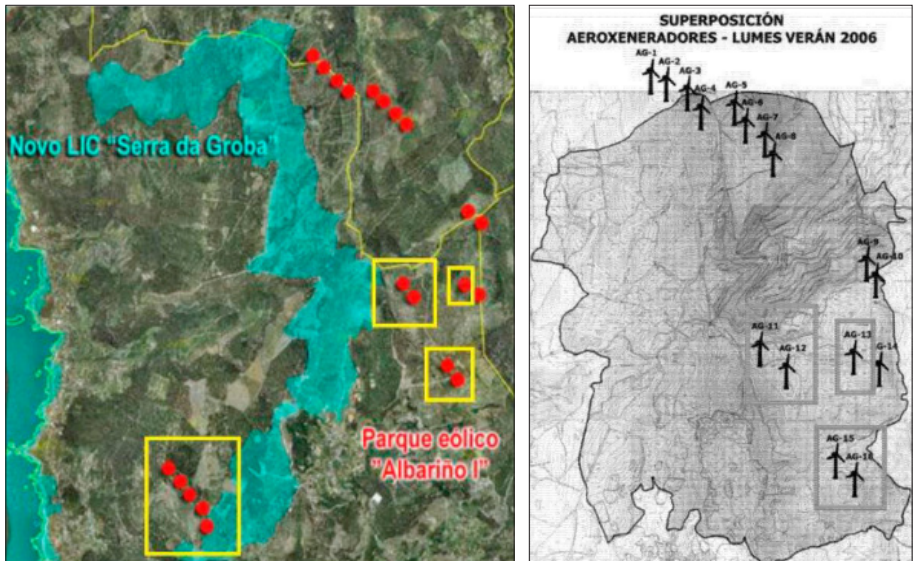 Novo LIC "Serra da Groba"
Parque eólico
"Albariño I"
SUPERPOSICIÓN
AEROXENERADORES - LUMES VERÁN 2006
AG-1
AG-2
AG-3
AG-4
AG-5
AG-6
AG-7
AG-8
AG-9
AG-10
AG-11
AG-12
AG-13
G-14
AG-15
AG-16